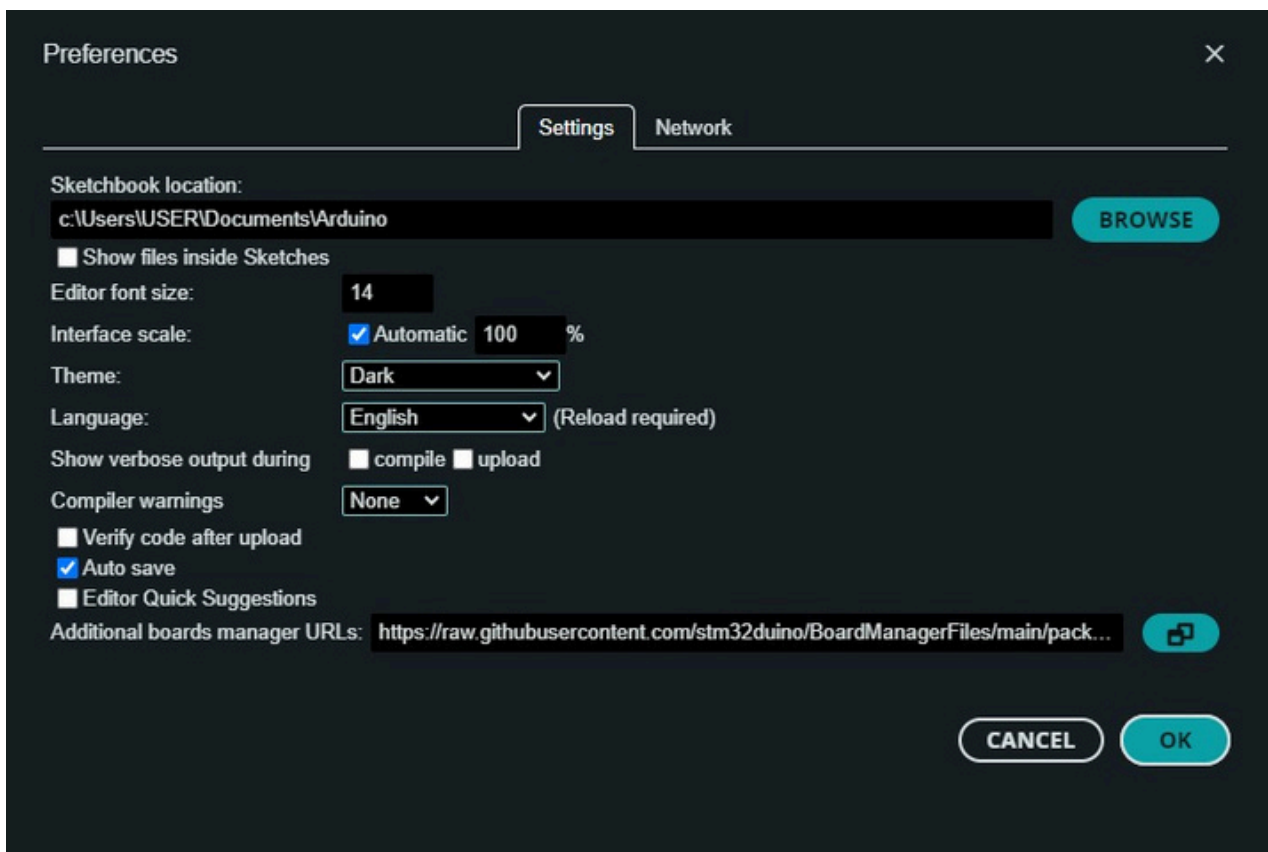 Preferences
Settings Network
Sketchbook location:
c:\Users\USER\Documents\Arduino BROWSE
Show files inside Sketches
Editor font size: 14
Interface scale: Automatic 100 %
Theme: Dark
Language: English (Reload required)
Show verbose output during compile upload
Compiler warnings None
Verify code after upload
Auto save
Editor Quick Suggestions
Additional boards manager URLs: https://raw.githubusercontent.com/stm32duino/BoardManagerFiles/main/pack...
CANCEL OK